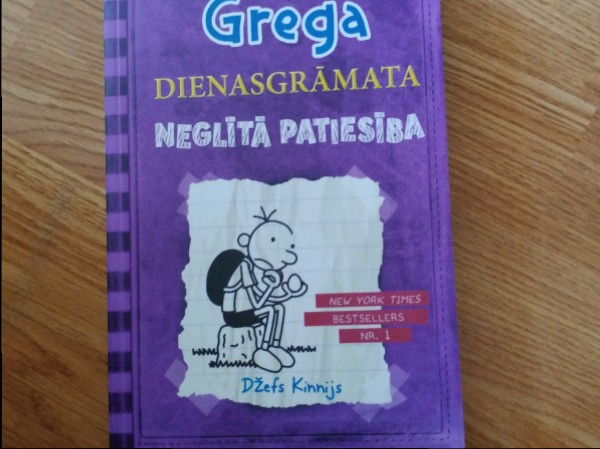 Grega
DIENASGRĀMATA
NEGLĪTĀ PATIESĪBA
NEW YORK TIMES
BESTSELLERS
NR. 1
Džefs Kinnijs